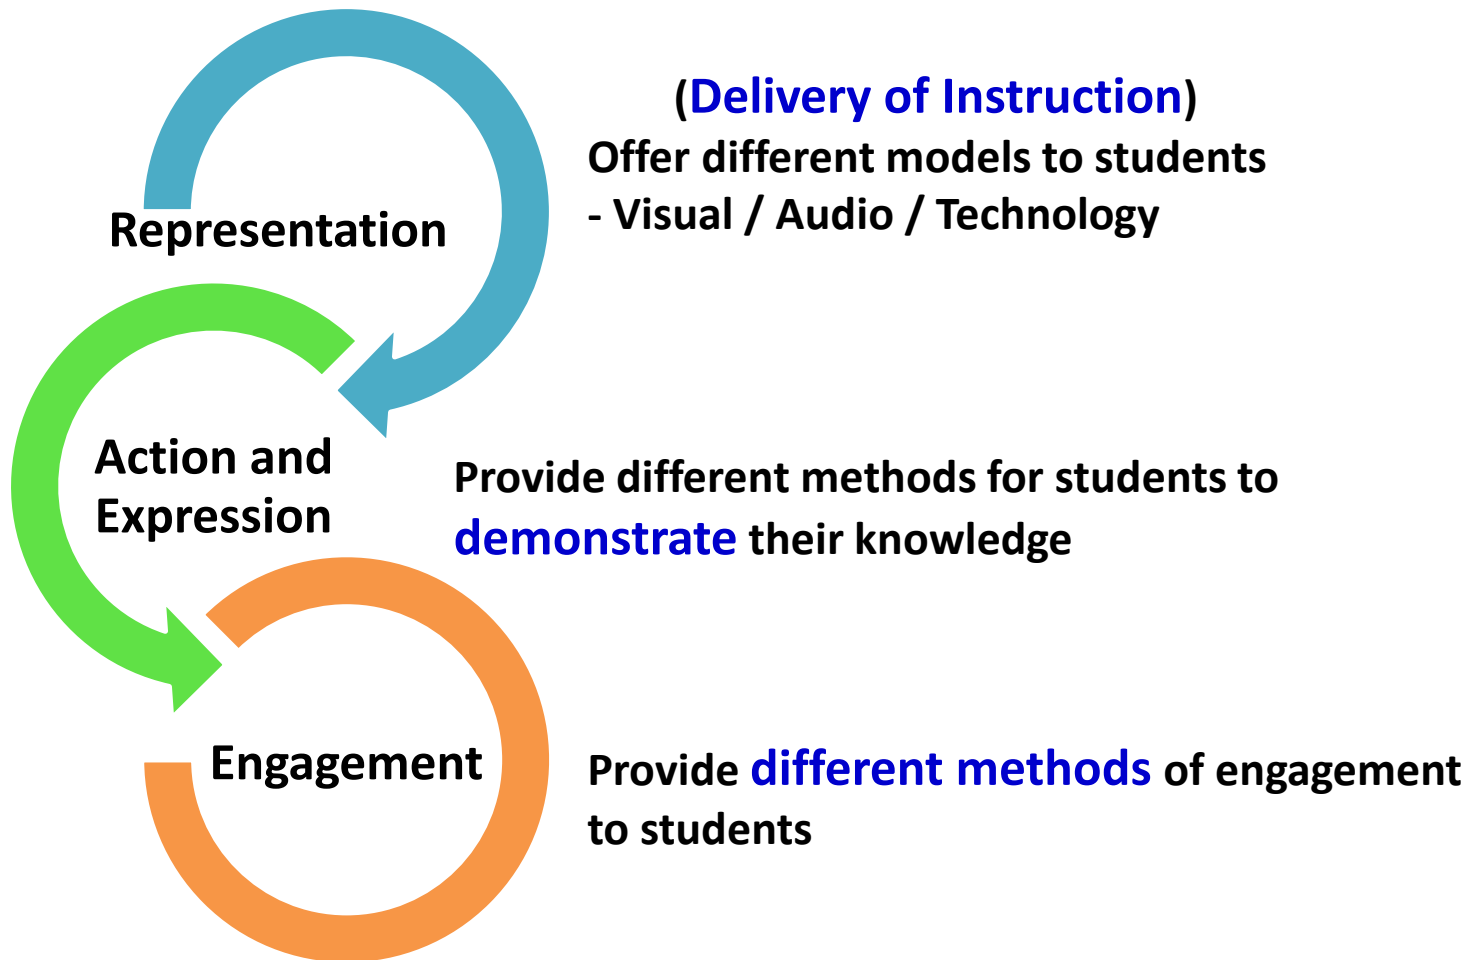 (Delivery of Instruction)
Offer different models to students
- Visual / Audio / Technology
Representation
Action and
Expression
Provide different methods for students to
demonstrate their knowledge
Engagement
Provide different methods of engagement
to students